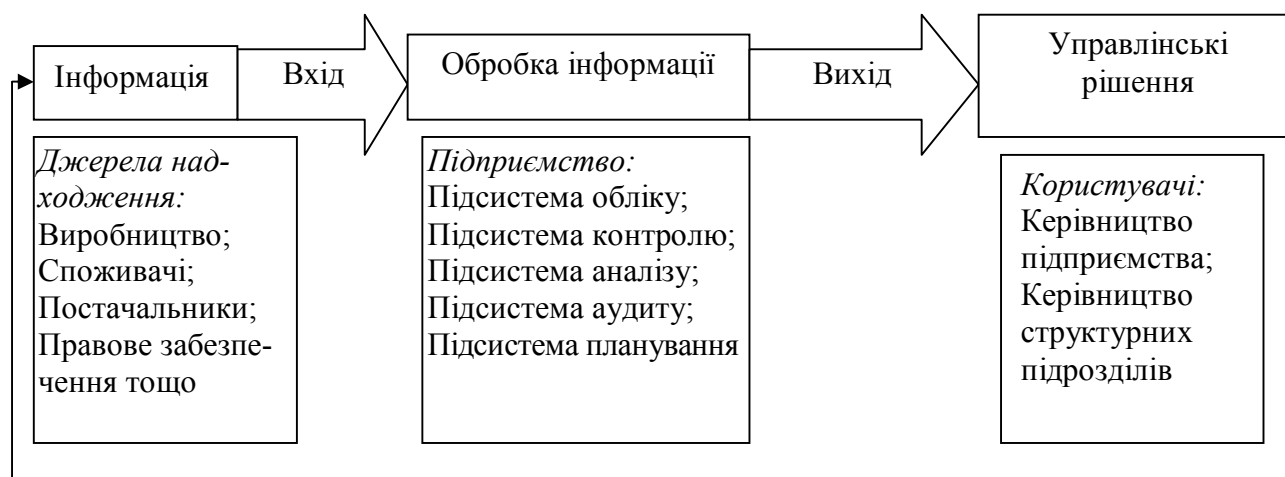 Інформація
Вхід
Обробка інформації
Вихід
Управлінські
рішення
Джерела над-
ходження:
Виробництво;
Споживачі;
Постачальники;
Правове забезпе-
чення тощо
Підприємство:
Підсистема обліку;
Підсистема контролю;
Підсистема аналізу;
Підсистема аудиту;
Підсистема планування
Користувачі:
Керівництво
підприємства;
Керівництво
структурних
підрозділів